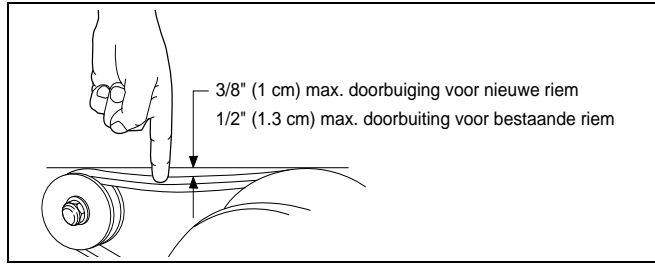 3/8" (1 cm) max. doorbuiging voor nieuwe riem
1/2" (1.3 cm) max. doorbuiting voor bestaande riem